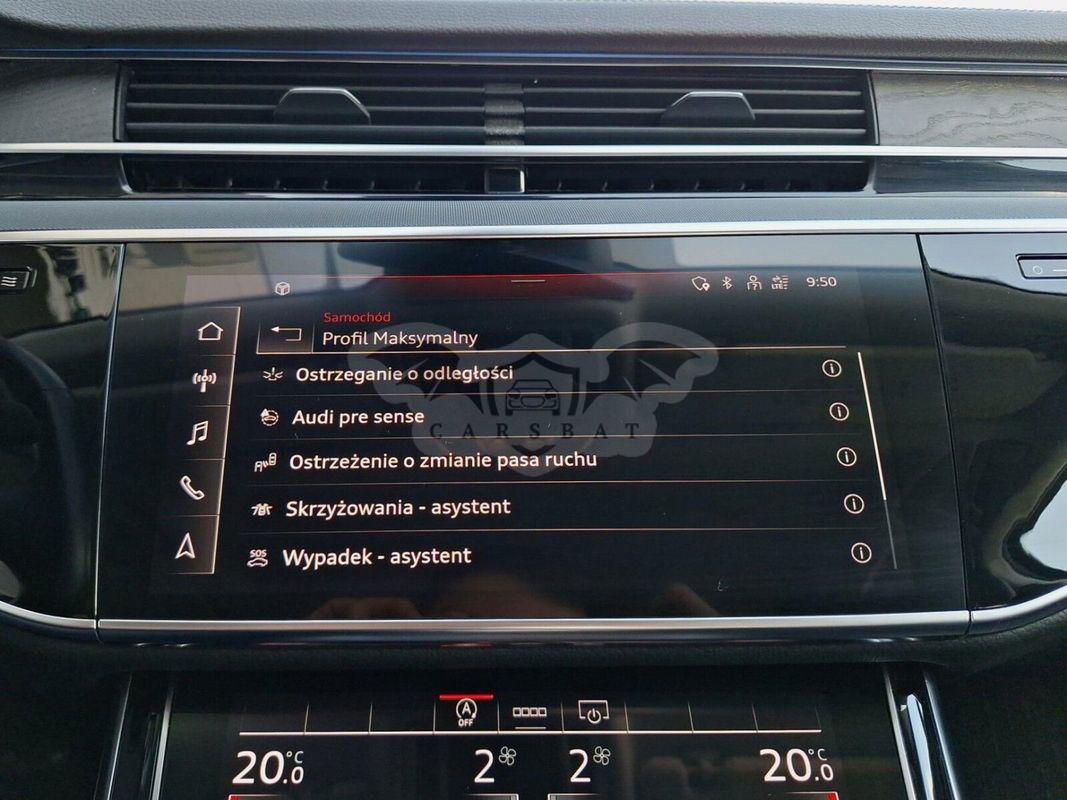 LTE
9:50
Samochód
Profil Maksymalny
Ostrzeganie o odległości
Audi pre sense
CARSBAT
Ostrzeżenie o zmianie pasa ruchu
Skrzyżowania - asystent
SOS
Wypadek - asystent
A
OFF
20.0°C
2
2
20.0°C